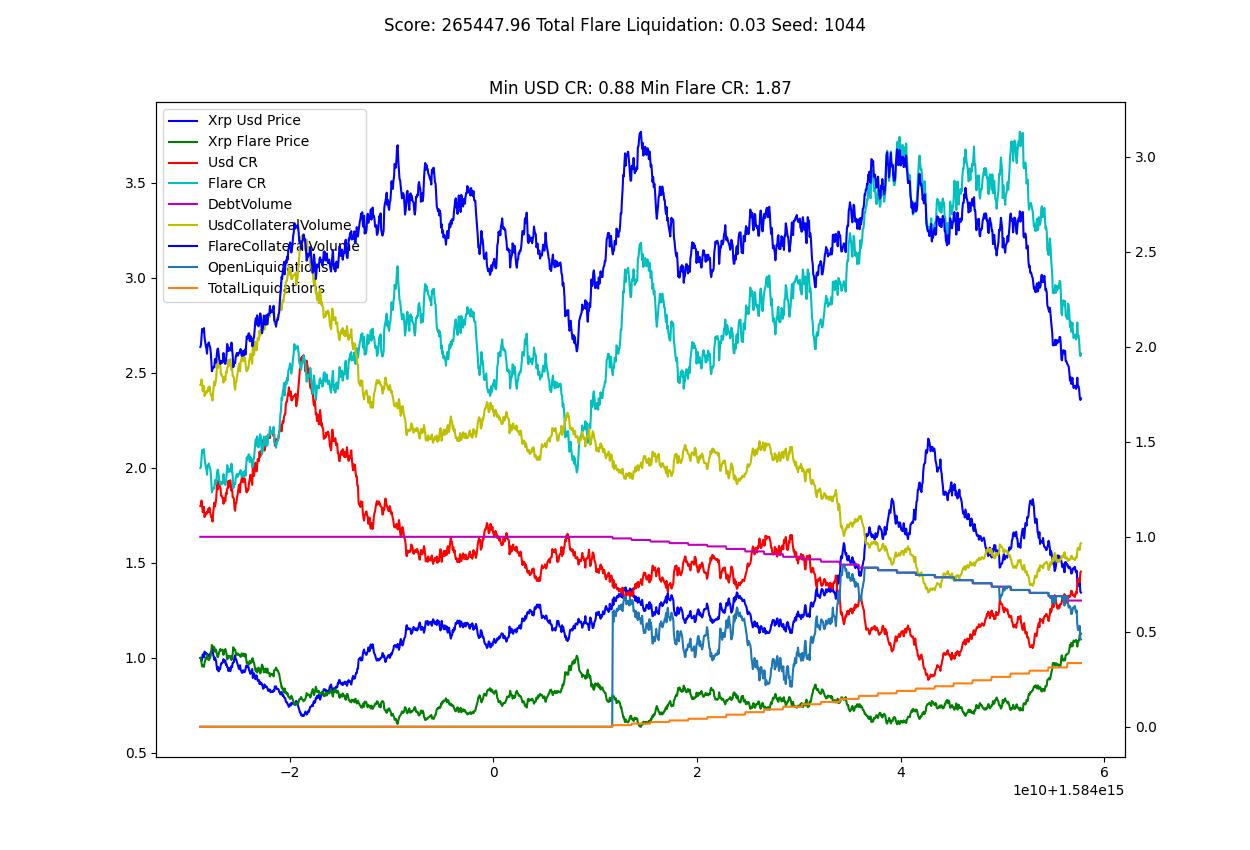 Score: 265447.96 Total Flare Liquidation: 0.03 Seed: 1044
Min USD CR: 0.88 Min Flare CR: 1.87
Xrp Usd Price
Xrp Flare Price
Usd CR
Flare CR
DebtVolume
UsdCollateralVolume
FlareCollateralVolume
OpenLiquidations
TotalLiquidations
3.5
3.0
2.5
2.0
1.5
1.0
0.5
3.0
2.5
2.0
1.5
1.0
0.5
0.0
−2 0 2 4 6
1e10+1.584e15